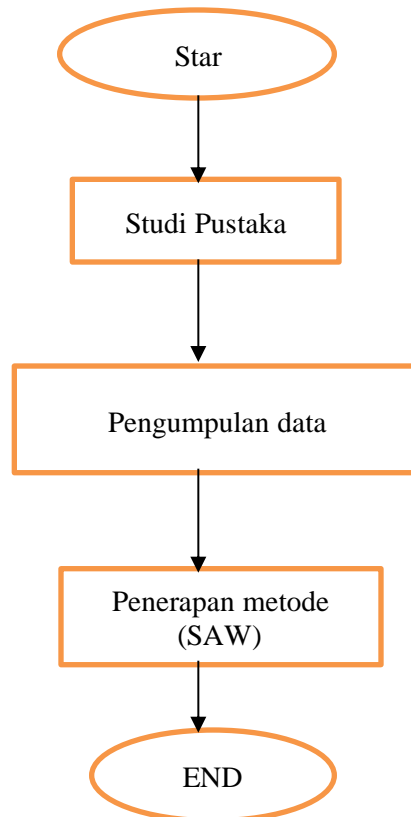 Star
Studi Pustaka
Pengumpulan data
Penerapan metode
(SAW)
END